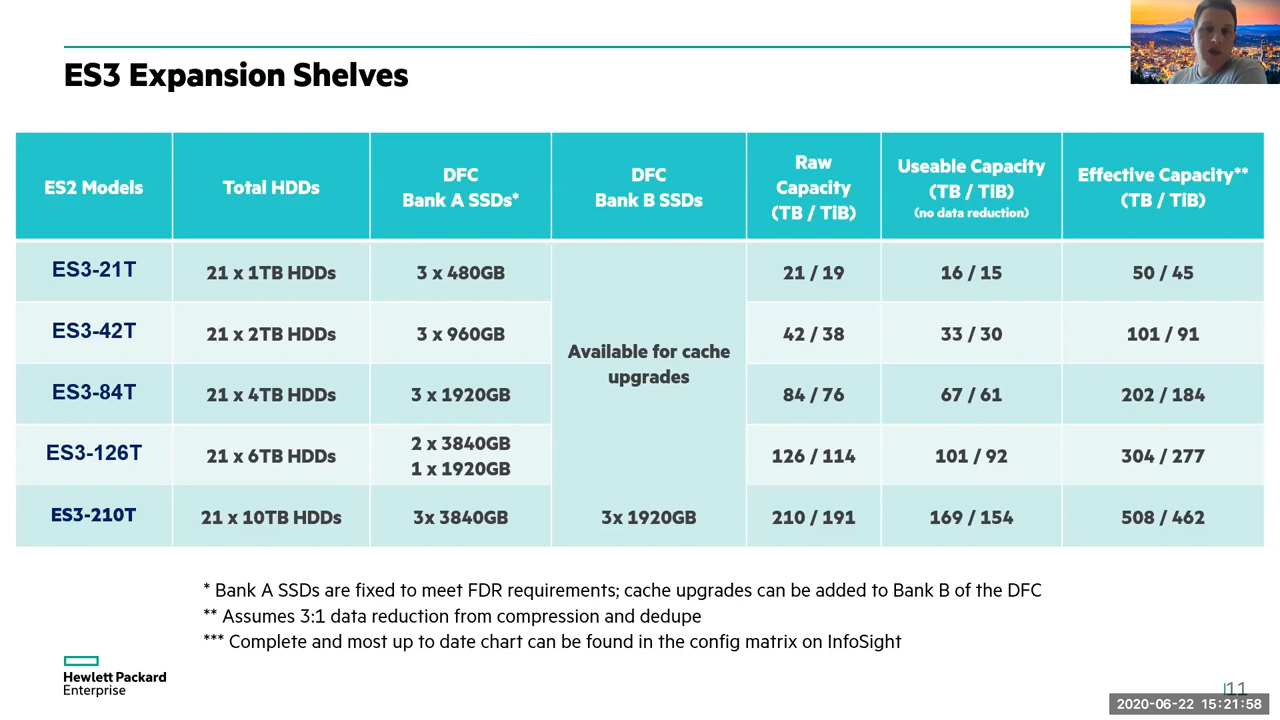 ES3 Expansion Shelves
ES2 Models
Total HDDs
DFC
Bank A SSDs*
DFC
Bank B SSDs
Raw
Capacity
(TB / TiB)
Useable Capacity
(TB / TiB)
(no data reduction)
Effective Capacity**
(TB / TiB)
ES3-21T
21 x 1TB HDDs
3 x 480GB
21 / 19
16 / 15
50 / 45
ES3-42T
21 x 2TB HDDs
3 x 960GB
42 / 38
33 / 30
101 / 91
Available for cache
upgrades
ES3-84T
21 x 4TB HDDs
3 x 1920GB
84 / 76
67 / 61
202 / 184
ES3-126T
21 x 6TB HDDs
2 x 3840GB
1 x 1920GB
126 / 114
101 / 92
304 / 277
ES3-210T
21 x 10TB HDDs
3x 3840GB
3x 1920GB
210 / 191
169 / 154
508 / 462
* Bank A SSDs are fixed to meet FDR requirements; cache upgrades can be added to Bank B of the DFC
** Assumes 3:1 data reduction from compression and dedupe
*** Complete and most up to date chart can be found in the config matrix on InfoSight
Hewlett Packard
Enterprise
11
2020-06-22 15:21:58